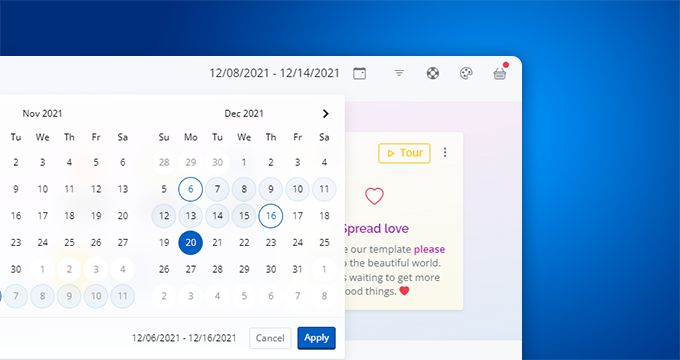 12/08/2021 - 12/14/2021
Nov 2021
Dec 2021
Tu We Th Fr Sa
Su Mo Tu We Th Fr Sa
2 3 4 5 6
28 29 30 1 2 3 4
9 10 11 12 13
5 6 7 8 9 10 11
16 17 18 19 20
12 13 14 15 16 17 18
23 24 25 26 27
19 20 21 22 23 24 25
30 1 2 3 4
26 27 28 29 30 31 1
7 8 9 10 11
2 3 4 5 6 7 8
12/06/2021 - 12/16/2021
Cancel
Apply
Tour
Spread love
e our template please
o the beautiful world.
s waiting to get more
ood things.